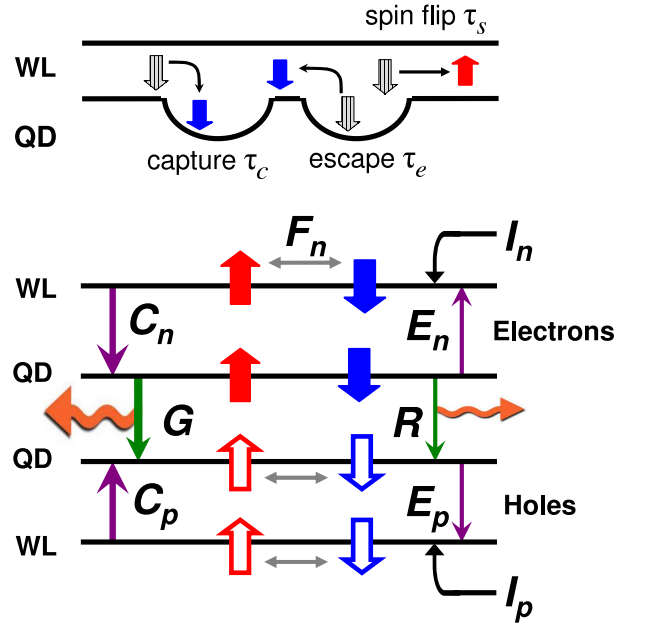 spin flip τs
WL
QD
capture τc
escape τe
Fn
In
WL
Cn
En
Electrons
QD
G
R
QD
Cp
Ep
Holes
WL
Ip